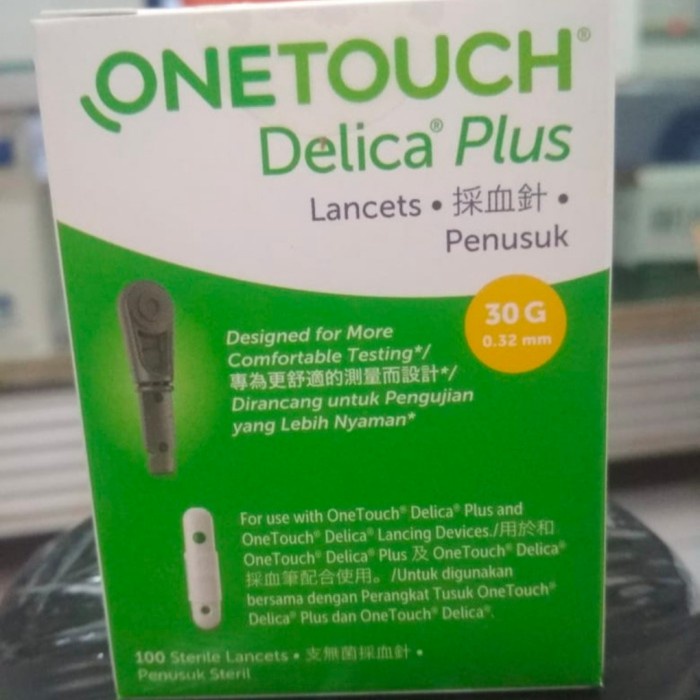 ONETOUCH®
Delica® Plus
Lancets • 採血針 •
Penusuk
30 G
0.32 mm
Designed for More
Comfortable Testing*/
專為更舒適的測量而設計*/
Dirancang untuk Pengujian
yang Lebih Nyaman*
For use with OneTouch® Delica® Plus and
OneTouch® Delica® Lancing Devices./用於和
OneTouch® Delica® Plus 及 OneTouch® Delica®
採血筆配合使用。/Untuk digunakan
bersama dengan Perangkat Tusuk OneTouch®
Delica® Plus dan OneTouch® Delica®.
100 Sterile Lancets • 支無菌採血針 •
Penusuk Steril